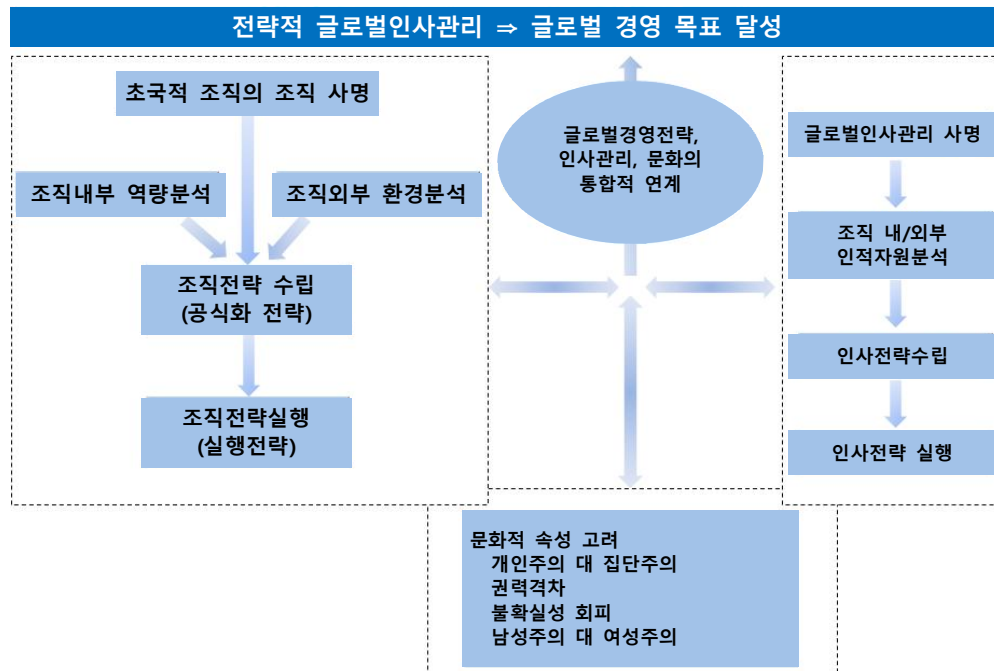 전략적 글로벌인사관리 ⇒ 글로벌 경영 목표 달성
초국적 조직의 조직 사명
조직내부 역량분석
조직외부 환경분석
조직전략 수립
(공식화 전략)
조직전략실행
(실행전략)
글로벌경영전략,
인사관리, 문화의
통합적 연계
글로벌인사관리 사명
조직 내/외부
인적자원분석
인사전략수립
인사전략 실행
문화적 속성 고려
개인주의 대 집단주의
권력격차
불확실성 회피
남성주의 대 여성주의